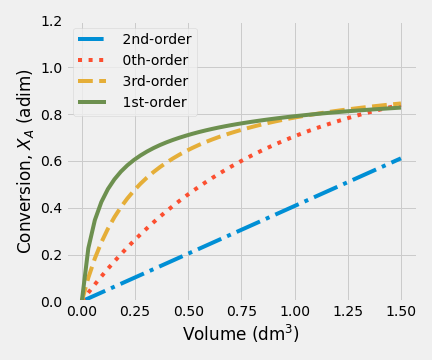 1.2
1.0
0.8
0.6
0.4
0.2
0.0
Conversion, X_A (adim)
2nd-order
0th-order
3rd-order
1st-order
0.00 0.25 0.50 0.75 1.00 1.25 1.50
Volume (dm³)